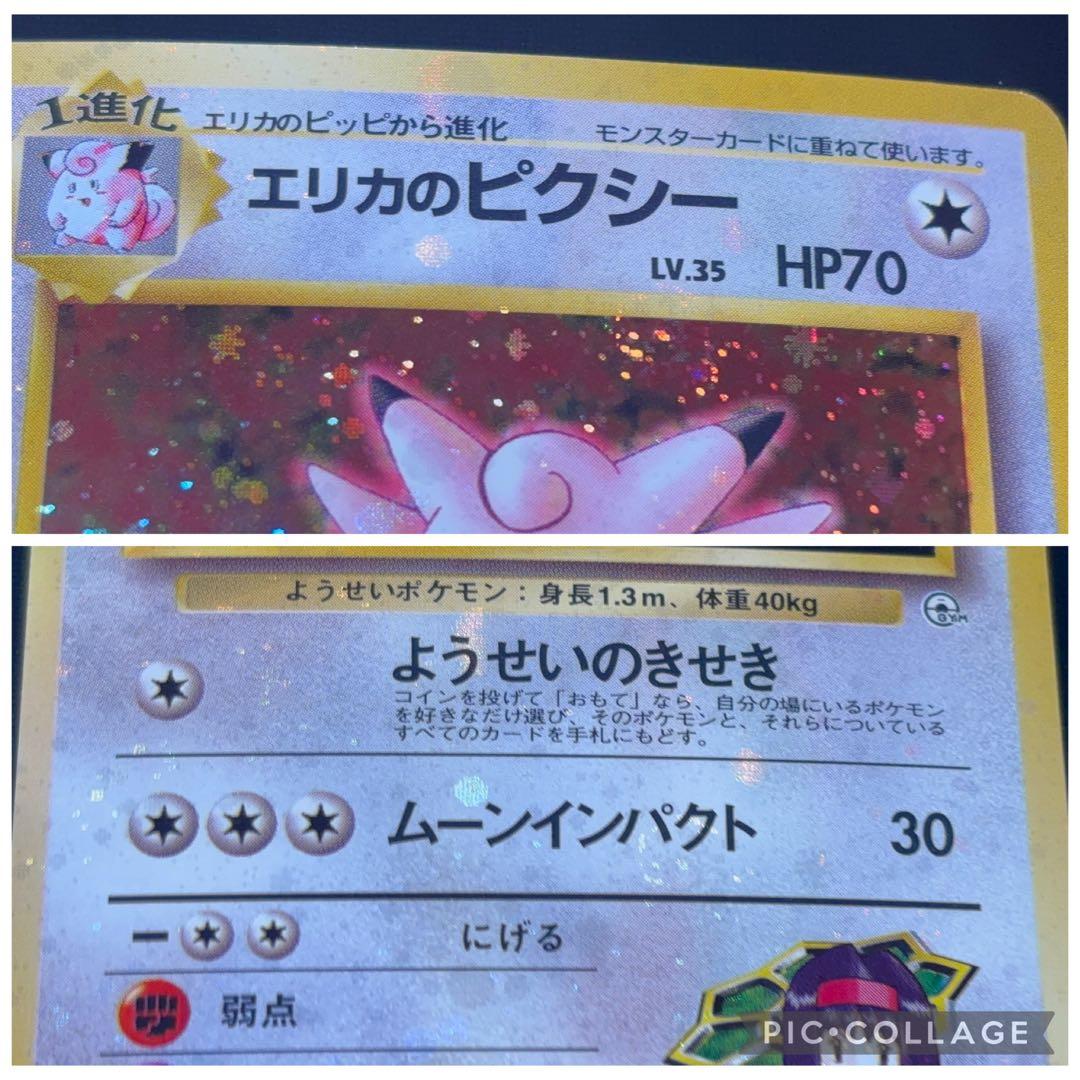 1進化
エリカのピッピから進化
モンスターカードに重ねて使います。
エリカのピクシー
LV.35 HP70
ようせいポケモン：身長1.3m、体重40kg
GYM
ようせいのきせき
コインを投げて「おもて」なら、自分の場にいるポケモン
を好きなだけ選び、そのポケモンと、それらについている
すべてのカードを手札にもどす。
ムーンインパクト 30
にげる
弱点
PIC•COLLAGE